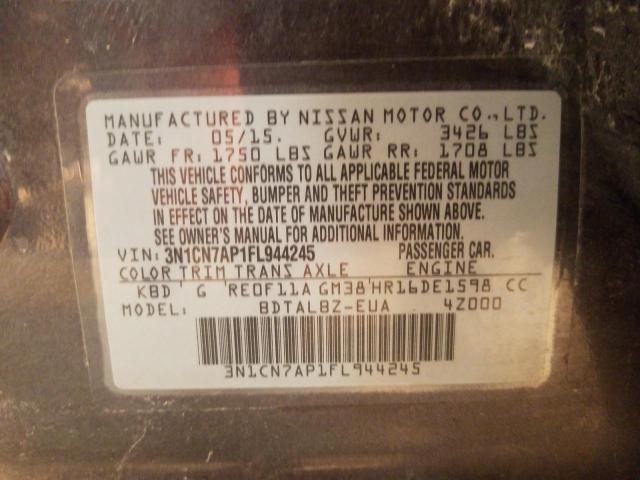 MANUFACTURED BY NISSAN MOTOR CO., LTD.
DATE: 05/15. GVWR: 3426 LBS
GAWR FR: 1750 LBS GAWR RR: 1708 LBS
THIS VEHICLE CONFORMS TO ALL APPLICABLE FEDERAL MOTOR
VEHICLE SAFETY, BUMPER AND THEFT PREVENTION STANDARDS
IN EFFECT ON THE DATE OF MANUFACTURE SHOWN ABOVE.
SEE OWNER'S MANUAL FOR ADDITIONAL INFORMATION.
VIN: 3N1CN7AP1FL944245 PASSENGER CAR.
COLOR TRIM TRANS AXLE ENGINE
KBD ' G 'RE0F11A GM38'HR16DE1598 CC
MODEL: BDTALBZ-EUA 4Z000
3N1CN7AP1FL944245